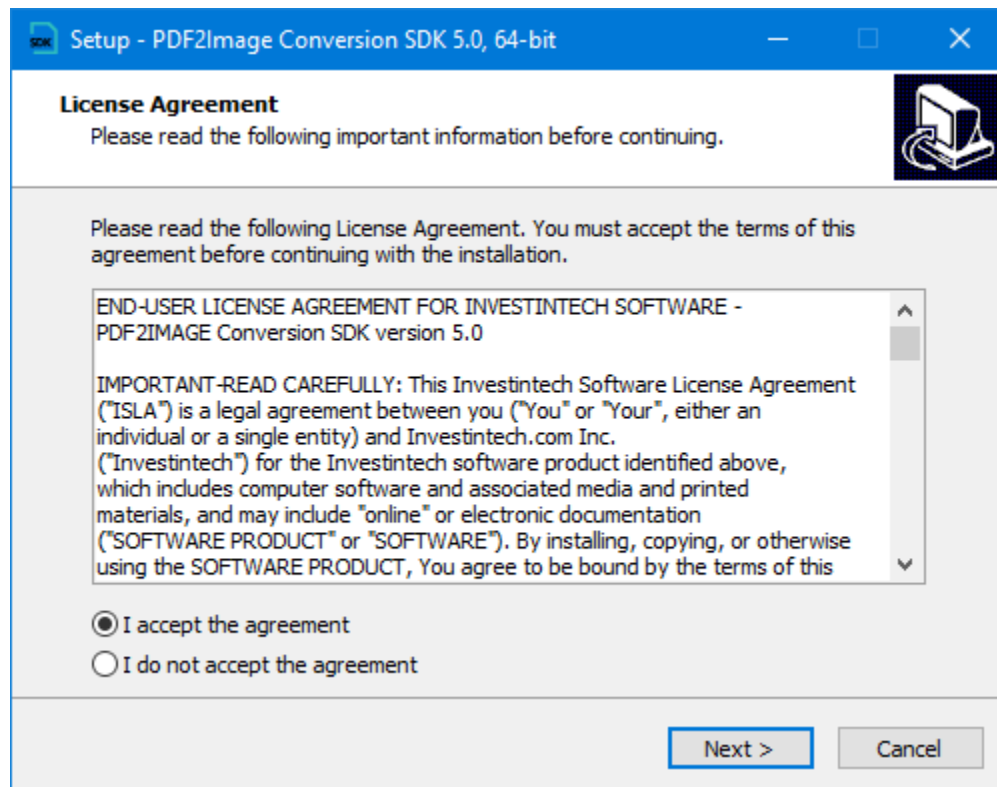 Setup - PDF2Image Conversion SDK 5.0, 64-bit
License Agreement
Please read the following important information before continuing.
Please read the following License Agreement. You must accept the terms of this
agreement before continuing with the installation.
END-USER LICENSE AGREEMENT FOR INVESTINTECH SOFTWARE -
PDF2IMAGE Conversion SDK version 5.0
IMPORTANT-READ CAREFULLY: This Investintech Software License Agreement
("ISLA") is a legal agreement between you ("You" or "Your", either an
individual or a single entity) and Investintech.com Inc.
("Investintech") for the Investintech software product identified above,
which includes computer software and associated media and printed
materials, and may include "online" or electronic documentation
("SOFTWARE PRODUCT" or "SOFTWARE"). By installing, copying, or otherwise
using the SOFTWARE PRODUCT, You agree to be bound by the terms of this
I accept the agreement
I do not accept the agreement
Next >
Cancel